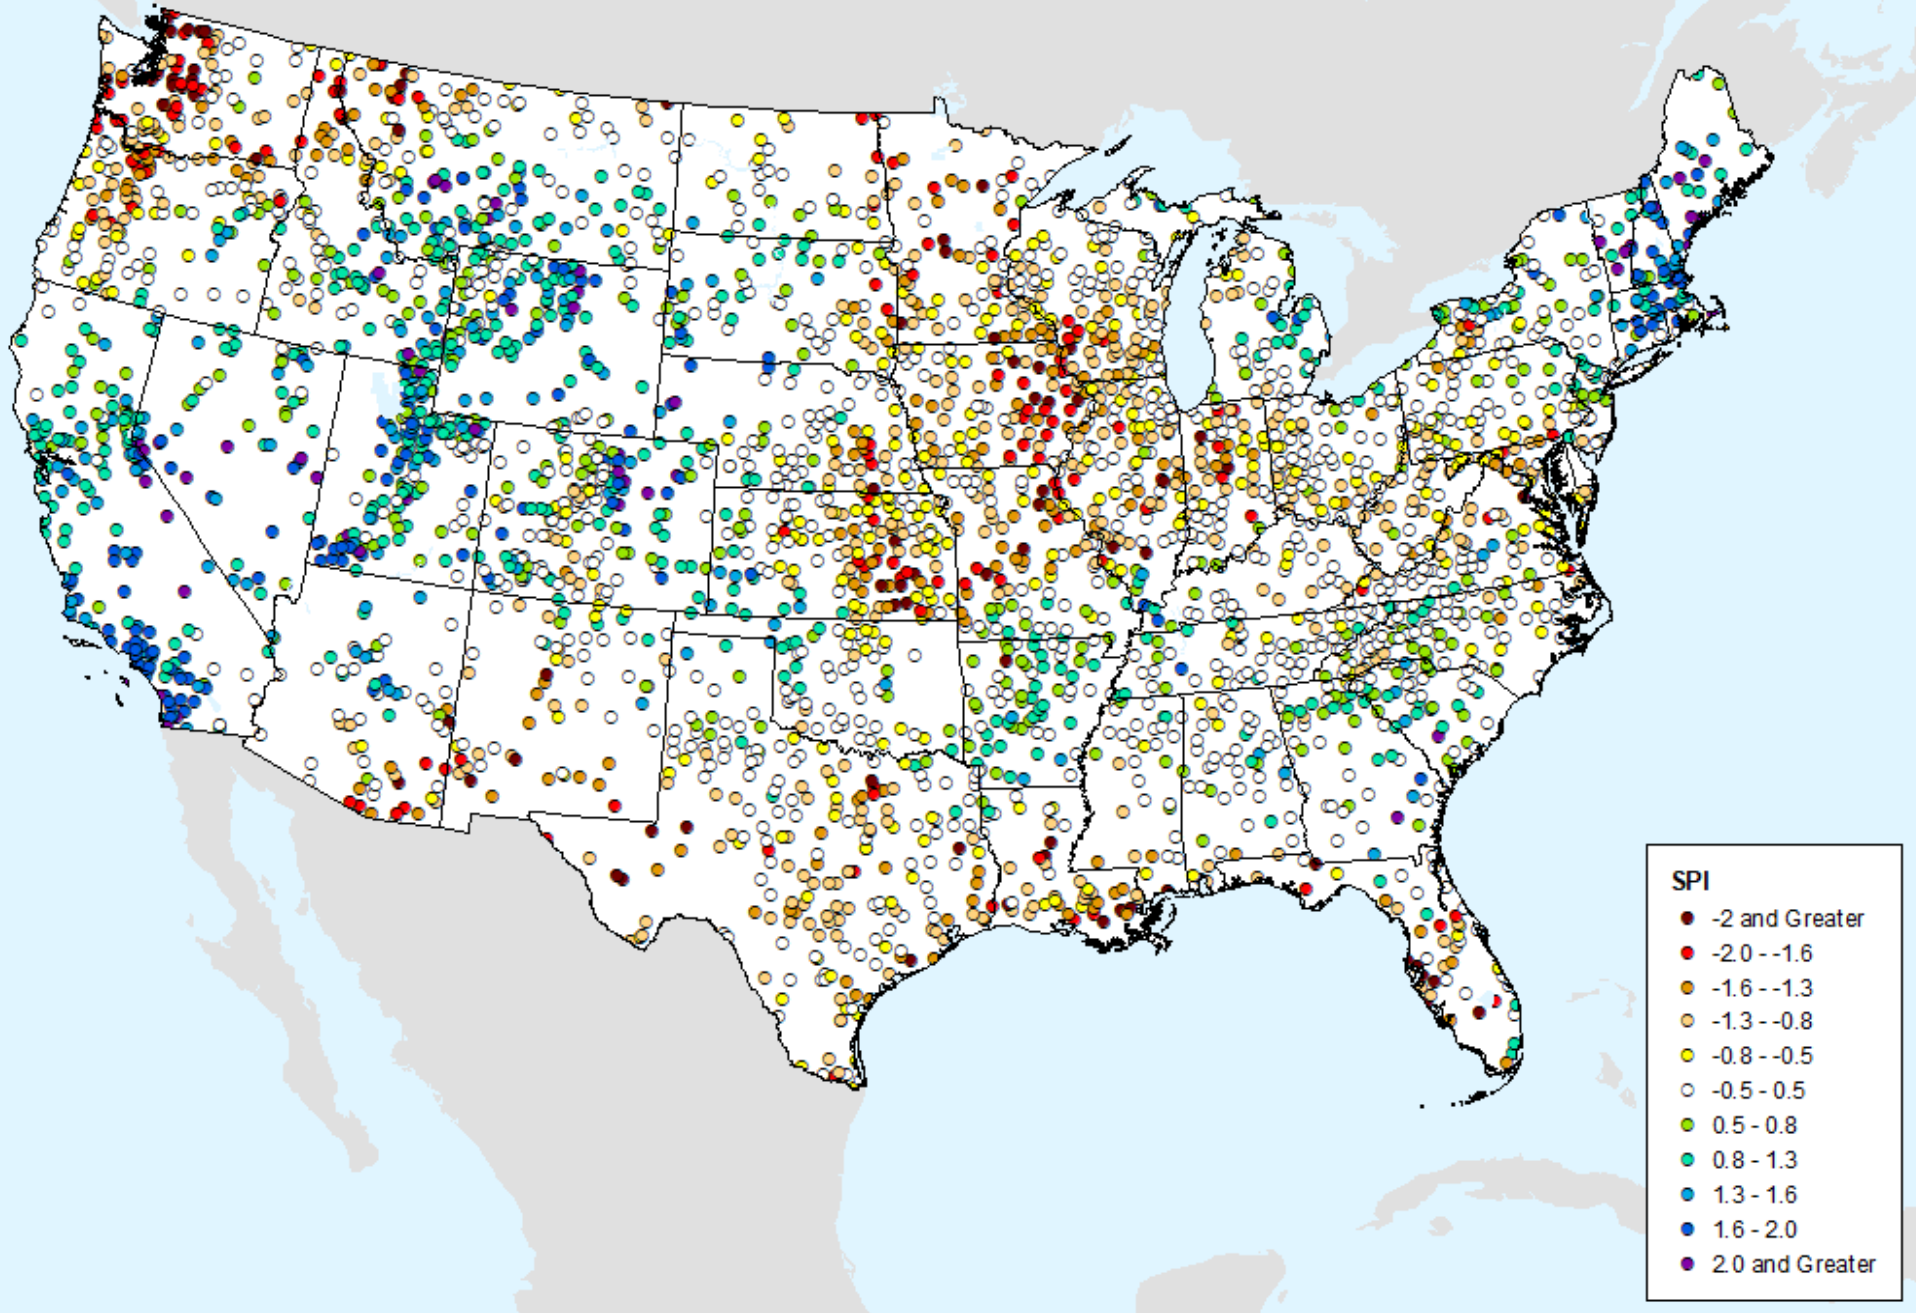 SPI
-2 and Greater
-2.0 - -1.6
-1.6 - -1.3
-1.3 - -0.8
-0.8 - -0.5
-0.5 - 0.5
0.5 - 0.8
0.8 - 1.3
1.3 - 1.6
1.6 - 2.0
2.0 and Greater